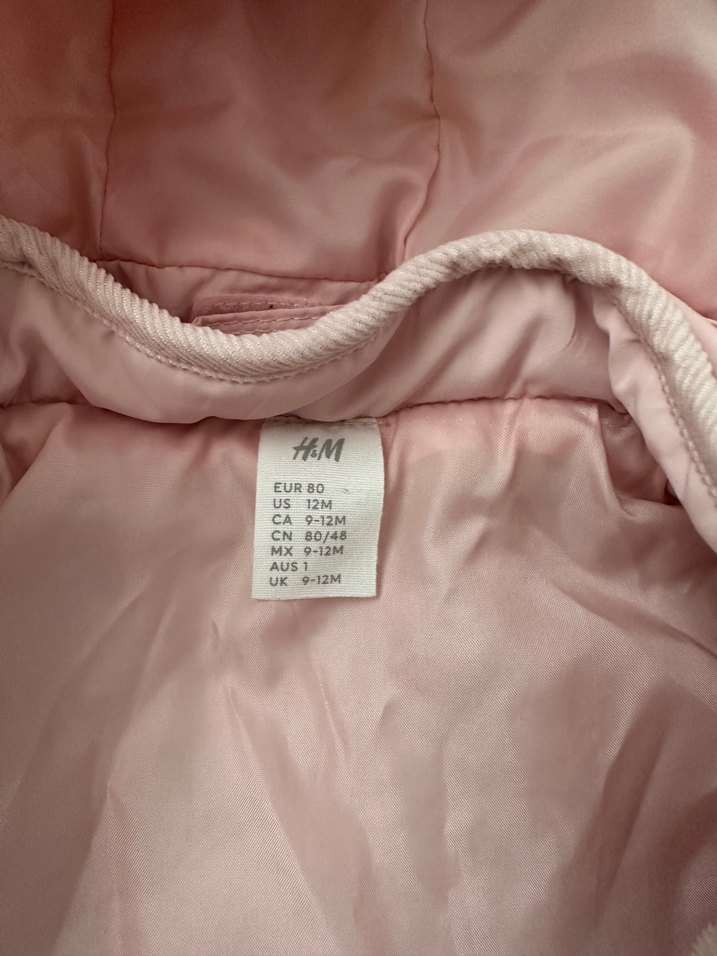 H&M
EUR 80
US 12M
CA 9-12M
CN 80/48
MX 9-12M
AUS 1
UK 9-12M